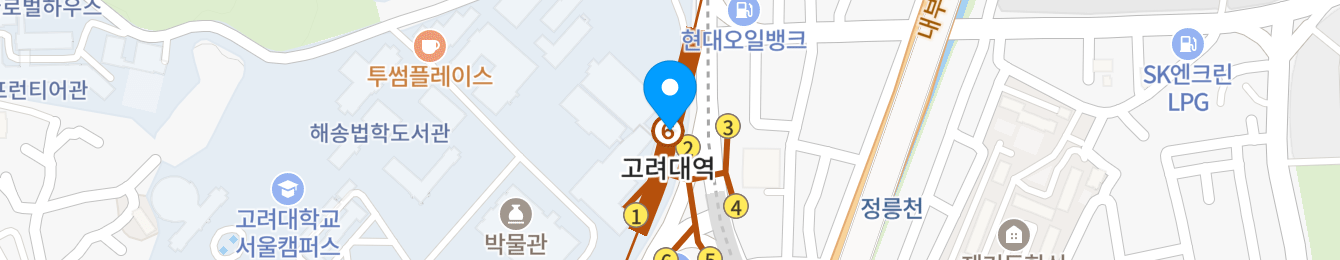 로벌하우스
현대오일뱅크
투썸플레이스
SK엔크린
LPG
프런티어관
해송법학도서관
6
3
2
고려대역
정릉천
고려대학교
서울캠퍼스
박물관
1
4
6
5